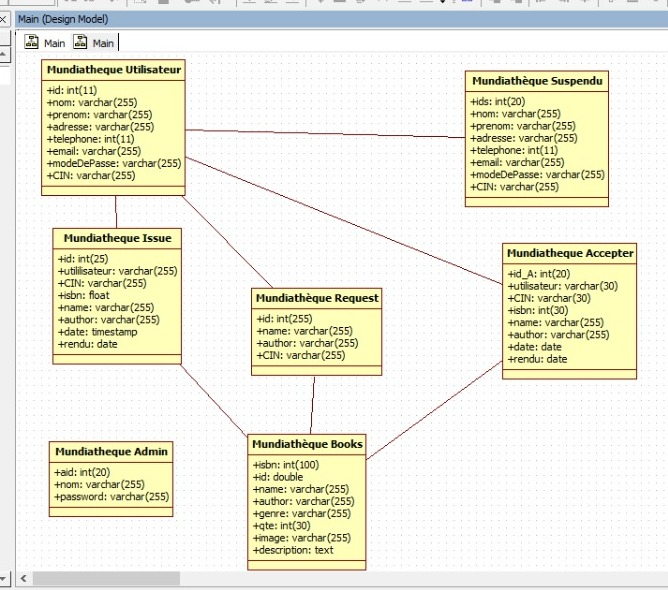 Main (Design Model)
Main
Main
Mundiatheque Utilisateur
+id: int(11)
+nom: varchar(255)
+prenom: varchar(255)
+adresse: varchar(255)
+telephone: int(11)
+email: varchar(255)
+modeDePasse: varchar(255)
+CIN: varchar(255)
Mundiathèque Suspendu
+ids: int(20)
+nom: varchar(255)
+prenom: varchar(255)
+adresse: varchar(255)
+telephone: int(11)
+email: varchar(255)
+modeDePasse: varchar(255)
+CIN: varchar(255)
Mundiatheque Issue
+id: int(25)
+utililisateur: varchar(255)
+CIN: varchar(255)
+isbn: float
+name: varchar(255)
+author: varchar(255)
+date: timestamp
+rendu: date
Mundiathèque Request
+id: int(255)
+name: varchar(255)
+author: varchar(255)
+CIN: varchar(255)
Mundiatheque Accepter
+id_A: int(20)
+utilisateur: varchar(30)
+CIN: varchar(30)
+isbn: int(30)
+name: varchar(255)
+author: varchar(255)
+date: date
+rendu: date
Mundiatheque Admin
+aid: int(20)
+nom: varchar(255)
+password: varchar(255)
Mundiathèque Books
+isbn: int(100)
+id: double
+name: varchar(255)
+author: varchar(255)
+genre: varchar(255)
+qte: int(30)
+image: varchar(255)
+description: text